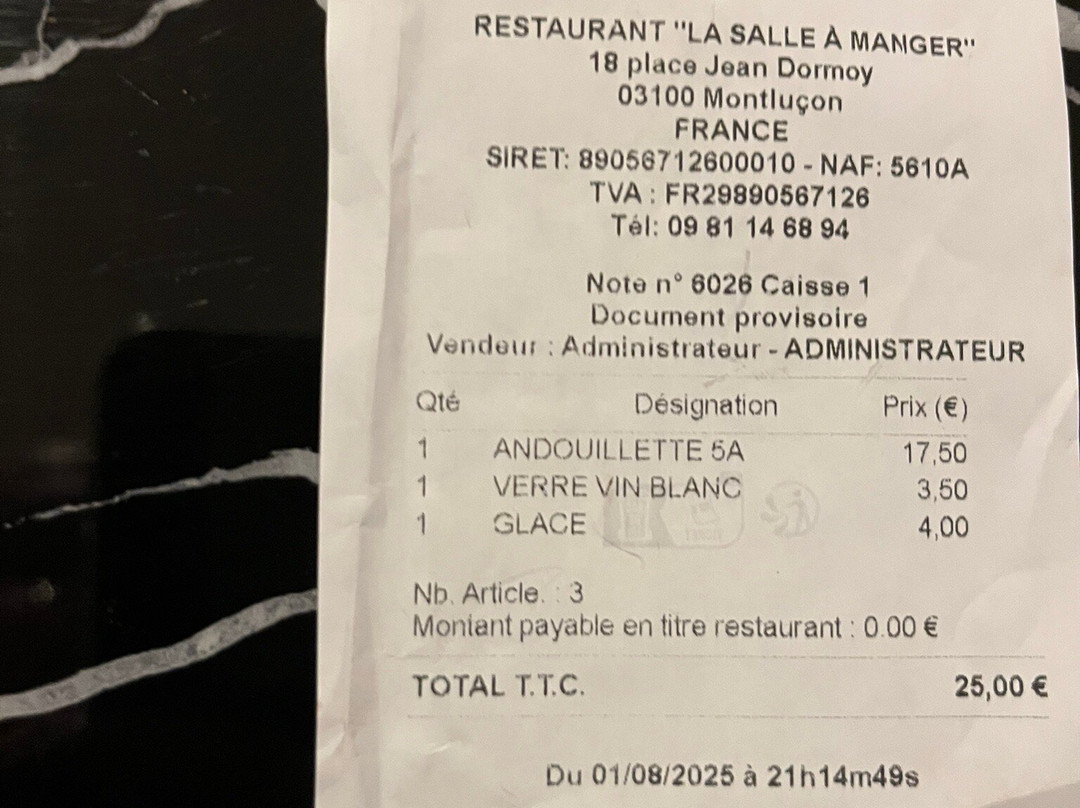 RESTAURANT "LA SALLE À MANGER"
18 place Jean Dormoy
03100 Montluçon
FRANCE
SIRET: 89056712600010 - NAF: 5610A
TVA : FR29890567126
Tél: 09 81 14 68 94
Note n° 6026 Caisse 1
Document provisoire
Vendeur : Administrateur - ADMINISTRATEUR
Qté Désignation Prix (€)
1 ANDOUILLETTE 5A 17,50
1 VERRE VIN BLANC 3,50
1 GLACE 4,00
Nb. Article. : 3
Montant payable en titre restaurant : 0.00 €
TOTAL T.T.C. 25,00 €
Du 01/08/2025 à 21h14m49s